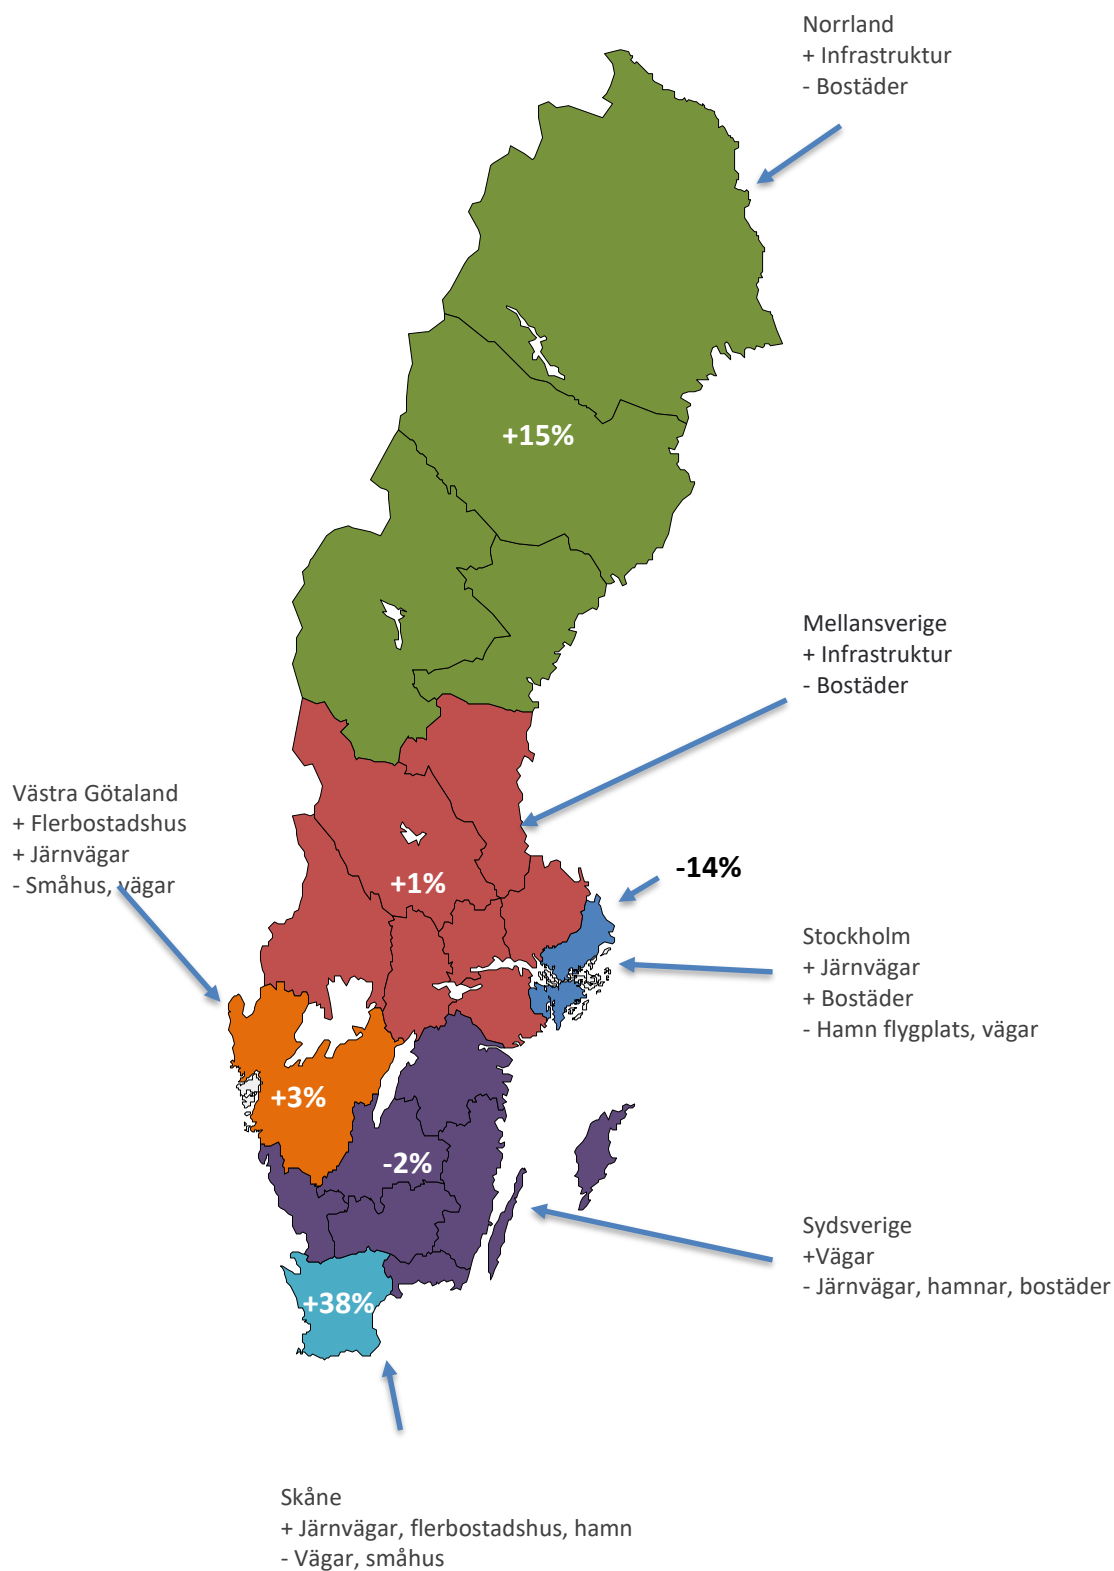 Norrland
+ Infrastruktur
- Bostäder
+15%
Mellansverige
+ Infrastruktur
- Bostäder
Västra Götaland
+ Flerbostadshus
+ Järnvägar
- Småhus, vägar
+1%
-14%
Stockholm
+ Järnvägar
+ Bostäder
- Hamn flygplats, vägar
+3%
-2%
Sydsverige
+Vägar
- Järnvägar, hamnar, bostäder
+38%
Skåne
+ Järnvägar, flerbostadshus, hamn
- Vägar, småhus